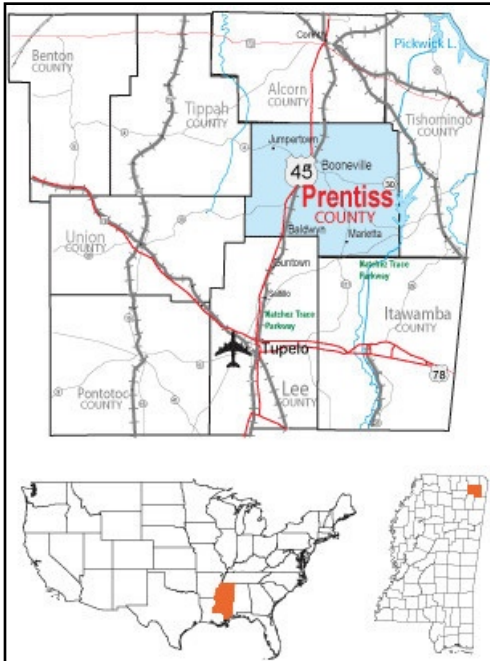 Benton
COUNTY
Tippah
COUNTY
Alcorn
COUNTY
Pickwick L.
Tishomingo
COUNTY
Jumpertown
45
Booneville
30
Prentiss
COUNTY
Baldwyn
Marietta
Union
COUNTY
Guntown
Saltillo
Natchez Trace
Parkway
Natchez Trace
Parkway
Itawamba
COUNTY
Tupelo
78
Pontotoc
COUNTY
Lee
COUNTY